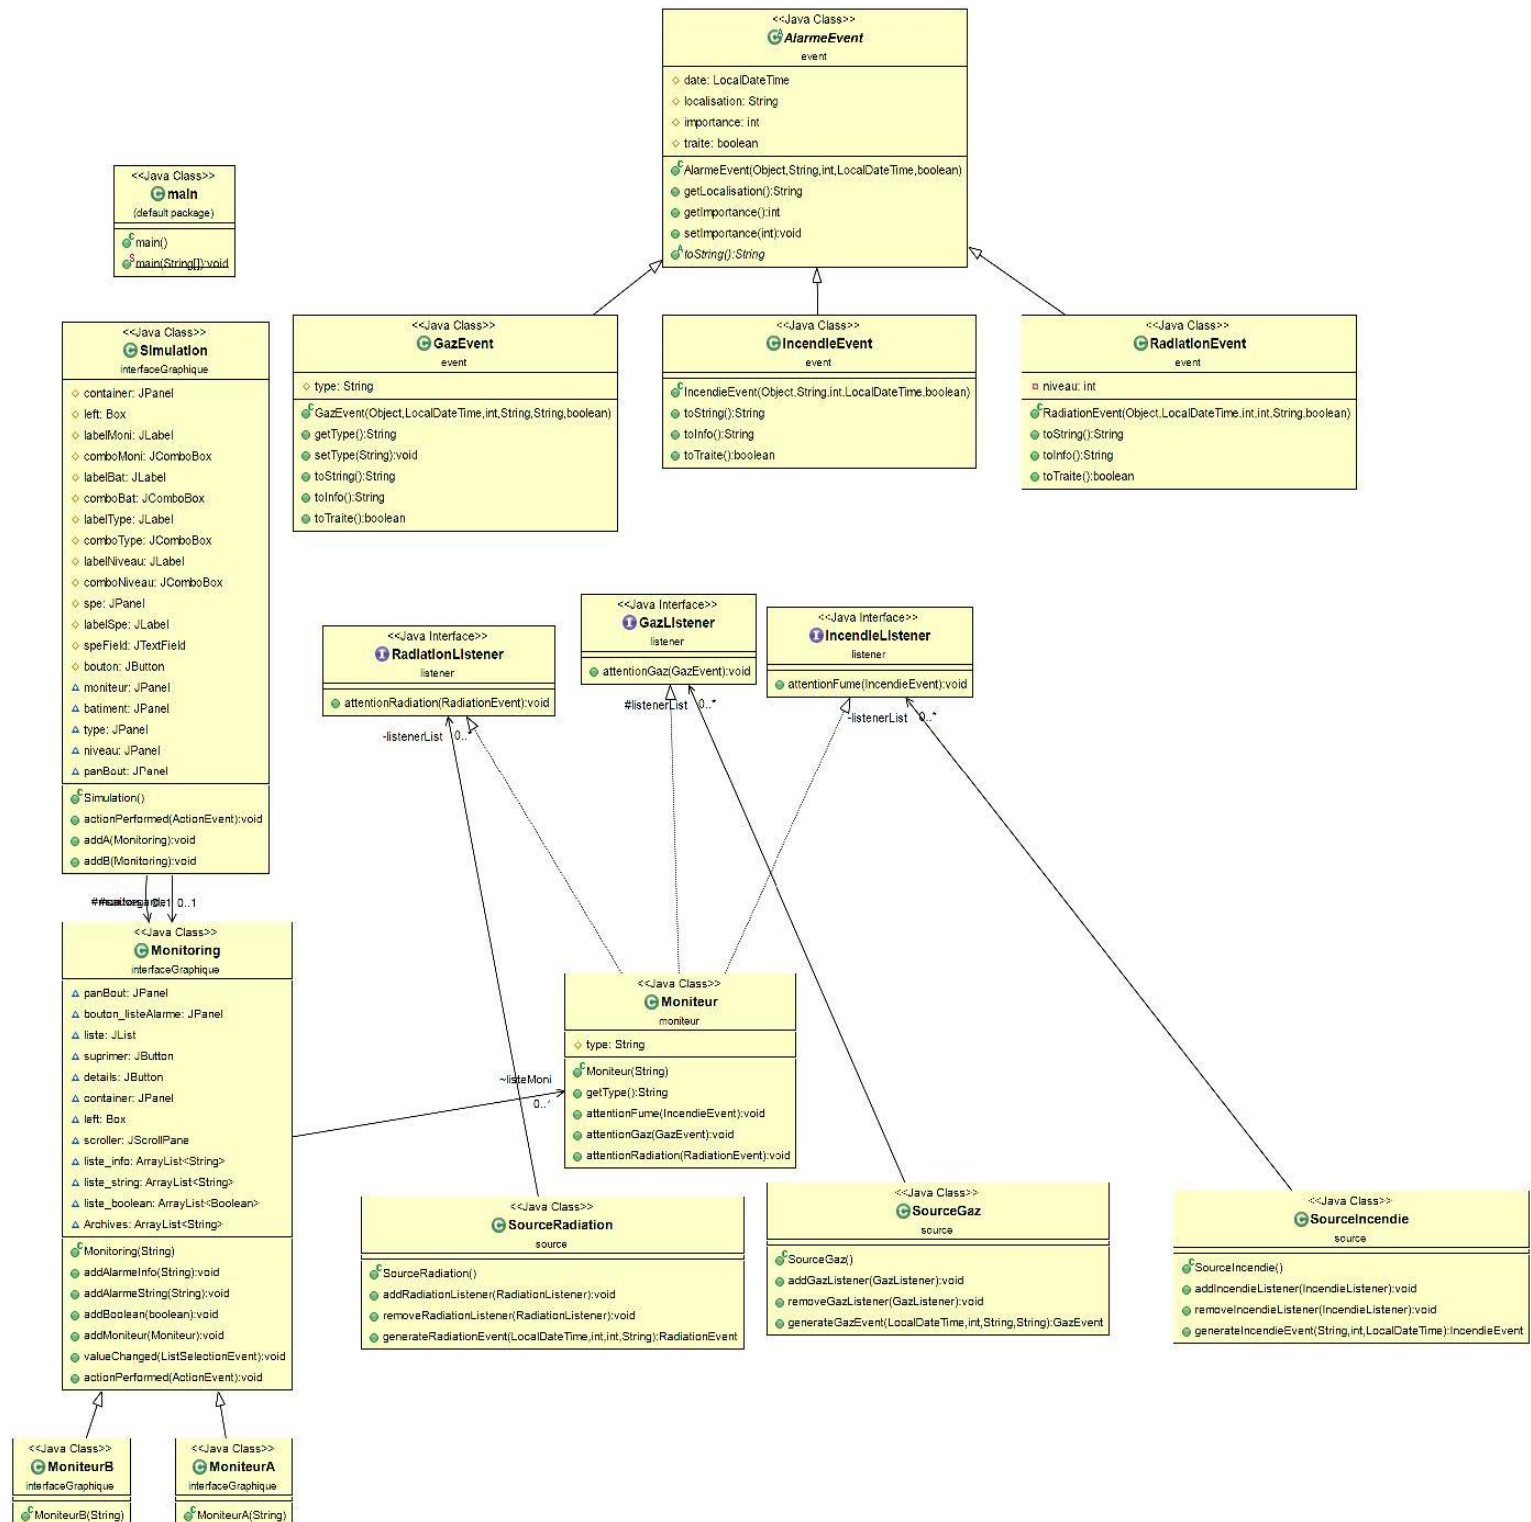 <<Java Class>>
AlarmeEvent
event
date: LocalDateTime
localisation: String
importance: int
traite: boolean
AlarmeEvent(Object,String,int,LocalDateTime,boolean)
getLocalisation():String
getImportance():int
setImportance(int):void
toString():String
<<Java Class>>
main
(default package)
main()
main(String[]):void
<<Java Class>>
Simulation
interfaceGraphique
container: JPanel
left: Box
labelMoni: JLabel
comboMoni: JComboBox
labelBat: JLabel
comboBat: JComboBox
labelType: JLabel
comboType: JComboBox
labelNiveau: JLabel
comboNiveau: JComboBox
spe: JPanel
labelSpe: JLabel
speField: JTextField
bouton: JButton
moniteur: JPanel
batiment: JPanel
type: JPanel
niveau: JPanel
panBout: JPanel
Simulation()
actionPerformed(ActionEvent):void
addA(Monitoring):void
addB(Monitoring):void
<<Java Class>>
GazEvent
event
type: String
GazEvent(Object,LocalDateTime,int,String,String,boolean)
getType():String
setType(String):void
toString():String
toInfo():String
toTraite():boolean
<<Java Class>>
IncendieEvent
event
IncendieEvent(Object,String,int,LocalDateTime,boolean)
toString():String
toInfo():String
toTraite():boolean
<<Java Class>>
RadiationEvent
event
niveau: int
RadiationEvent(Object,LocalDateTime,int,int,String,boolean)
toString():String
toInfo():String
toTraite():boolean
<<Java Interface>>
RadiationListener
listener
attentionRadiation(RadiationEvent):void
<<Java Interface>>
GazListener
listener
attentionGaz(GazEvent):void
<<Java Interface>>
IncendieListener
listener
attentionFume(IncendieEvent):void
-listenerList 0..*
#listenerList 0..*
-listenerList 0..*
0..1
<<Java Class>>
Monitoring
interfaceGraphique
panBout: JPanel
bouton_listeAlarme: JPanel
liste: JList
suprimer: JButton
details: JButton
container: JPanel
left: Box
scroller: JScrollPane
liste_info: ArrayList<String>
liste_string: ArrayList<String>
liste_boolean: ArrayList<Boolean>
Archives: ArrayList<String>
Monitoring(String)
addAlarmeInfo(String):void
addAlarmeString(String):void
addBoolean(boolean):void
addMoniteur(Moniteur):void
valueChanged(ListSelectionEvent):void
actionPerformed(ActionEvent):void
~listeMoni
0..*
<<Java Class>>
Moniteur
moniteur
type: String
Moniteur(String)
getType():String
attentionFume(IncendieEvent):void
attentionGaz(GazEvent):void
attentionRadiation(RadiationEvent):void
<<Java Class>>
SourceRadiation
source
SourceRadiation()
addRadiationListener(RadiationListener):void
removeRadiationListener(RadiationListener):void
generateRadiationEvent(LocalDateTime,int,int,String):RadiationEvent
<<Java Class>>
SourceGaz
source
SourceGaz()
addGazListener(GazListener):void
removeGazListener(GazListener):void
generateGazEvent(LocalDateTime,int,String,String):GazEvent
<<Java Class>>
SourceIncendie
source
SourceIncendie()
addIncendieListener(IncendieListener):void
removeIncendieListener(IncendieListener):void
generateIncendieEvent(String,int,LocalDateTime):IncendieEvent
<<Java Class>>
MoniteurB
interfaceGraphique
MoniteurB(String)
<<Java Class>>
MoniteurA
interfaceGraphique
MoniteurA(String)